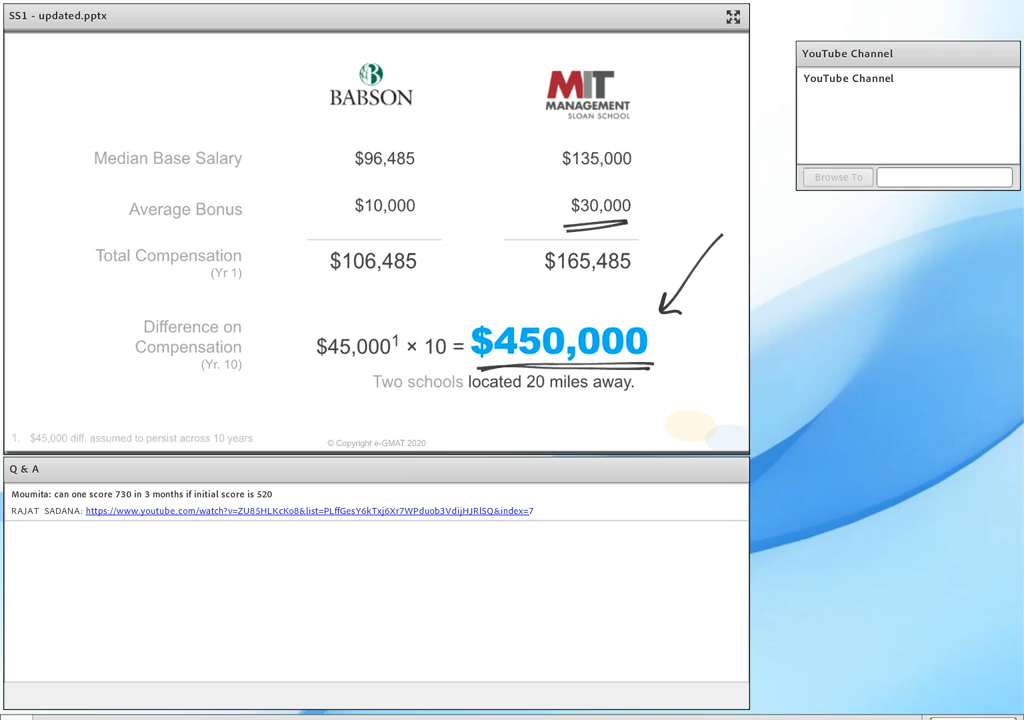 SS1 - updated.pptx
BABSON
MIT
MANAGEMENT
SLOAN SCHOOL
Median Base Salary $96,485 $135,000
Average Bonus $10,000 $30,000
Total Compensation $106,485 $165,485
(Yr 1)
Difference on
Compensation $45,000¹ × 10 = $450,000
(Yr. 10)
Two schools located 20 miles away.
1. $45,000 diff. assumed to persist across 10 years
© Copyright e-GMAT 2020
Q & A
Moumita: can one score 730 in 3 months if initial score is 520
RAJAT SADANA: https://www.youtube.com/watch?v=ZU85HLKcKo8&list=PLffGesY6kTxj6Xr7WPduob3VdijHJRlSQ&index=7
YouTube Channel
YouTube Channel
Browse To